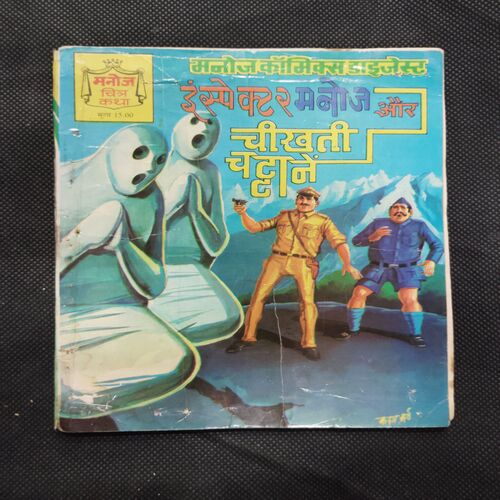 मनोज
चित्र
कथा
मूल्य 15.00
मनोज कॉमिक्स डाइजेस्ट
इंस्पेक्टर मनोज और
चीखती
चट्टानें